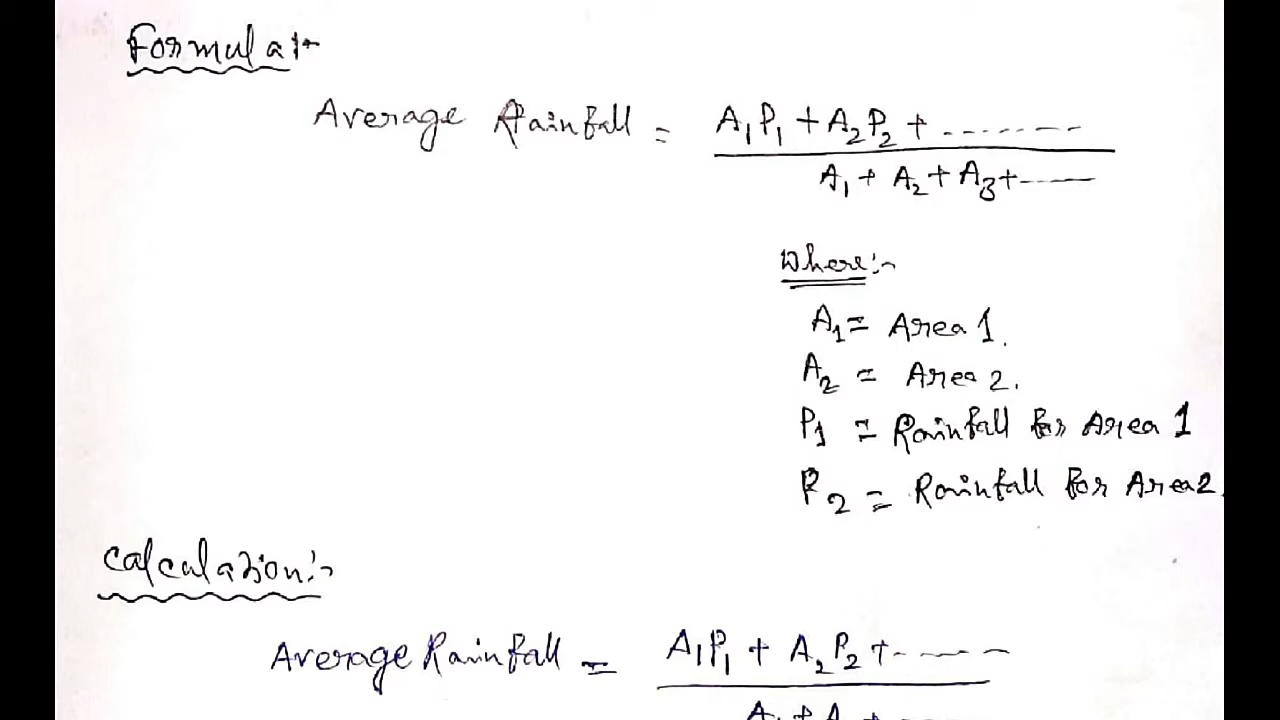 Formula:-
Average Rainfall = A₁P₁ + A₂P₂ + ........
A₁ + A₂ + A₃ + ------
Where:-
A₁ = Area 1.
A₂ = Area 2.
P₁ = Rainfall for Area 1
P₂ = Rainfall for Area 2.
Calculation:-
Average Rainfall = A₁P₁ + A₂P₂ + ------
A₁ + A